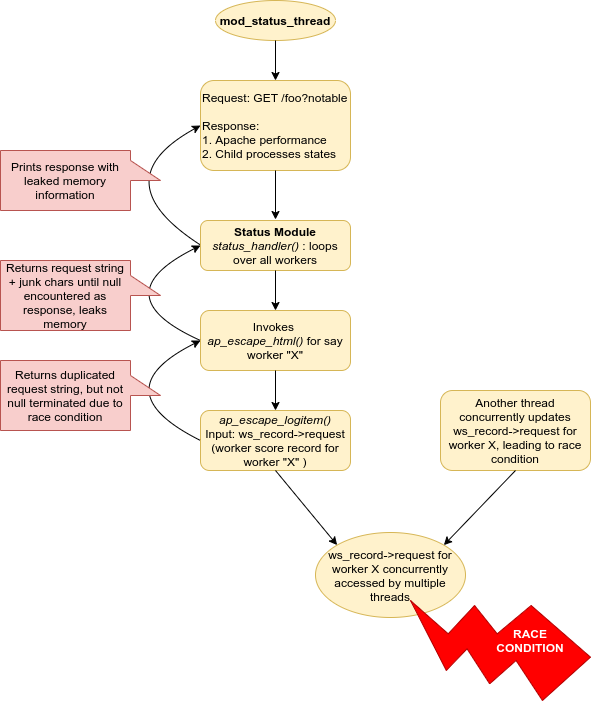 mod_status_thread
Request: GET /foo?notable
Response:
1. Apache performance
2. Child processes states
Prints response with
leaked memory
information
Status Module
status_handler() : loops
over all workers
Returns request string
+ junk chars until null
encountered as
response, leaks
memory
Invokes
ap_escape_html() for say
worker "X"
Returns duplicated
request string, but not
null terminated due to
race condition
ap_escape_logitem()
Input: ws_record->request
(worker score record for
worker "X" )
Another thread
concurrently updates
ws_record->request for
worker X, leading to race
condition
ws_record->request for
worker X concurrently
accessed by multiple
threads
RACE
CONDITION